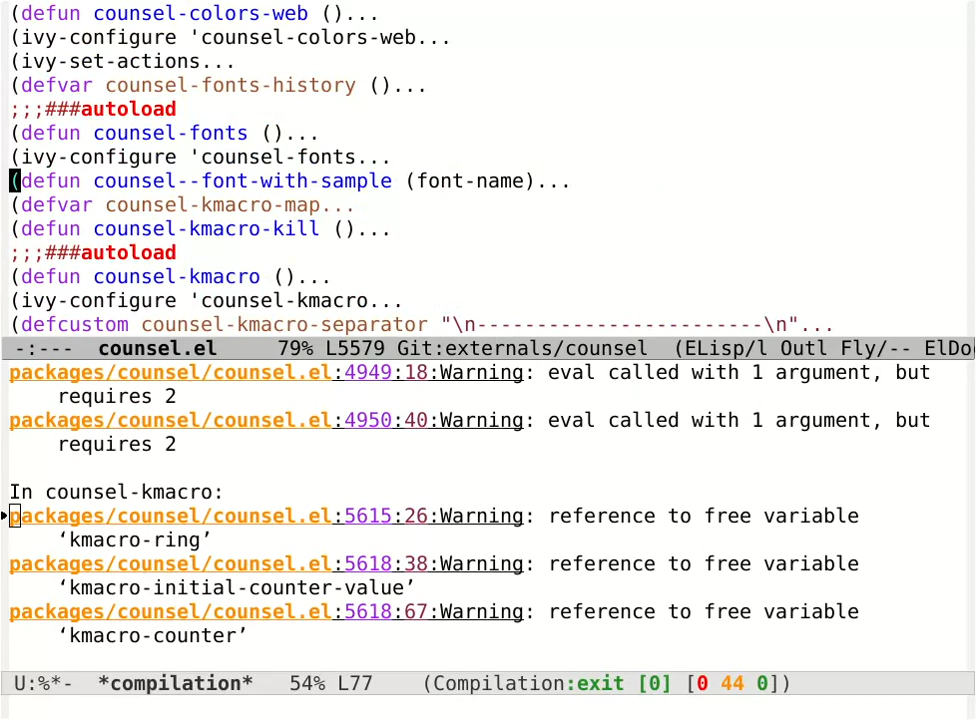 (defun counsel-colors-web ()...
(ivy-configure 'counsel-colors-web...
(ivy-set-actions...
(defvar counsel-fonts-history ()...
;;;###autoload
(defun counsel-fonts ()...
(ivy-configure 'counsel-fonts...
(defun counsel--font-with-sample (font-name)...
(defvar counsel-kmacro-map...
(defun counsel-kmacro-kill ()...
;;;###autoload
(defun counsel-kmacro ()...
(ivy-configure 'counsel-kmacro...
(defcustom counsel-kmacro-separator "\n------------------------\n"...
-:--- counsel.el 79% L5579 Git:externals/counsel (ELisp/l Outl Fly/-- ElDo
packages/counsel/counsel.el:4949:18:Warning: eval called with 1 argument, but
requires 2
packages/counsel/counsel.el:4950:40:Warning: eval called with 1 argument, but
requires 2
In counsel-kmacro:
packages/counsel/counsel.el:5615:26:Warning: reference to free variable
‘kmacro-ring’
packages/counsel/counsel.el:5618:38:Warning: reference to free variable
‘kmacro-initial-counter-value’
packages/counsel/counsel.el:5618:67:Warning: reference to free variable
‘kmacro-counter’
U:%*- *compilation* 54% L77 (Compilation:exit [0] [0 44 0])